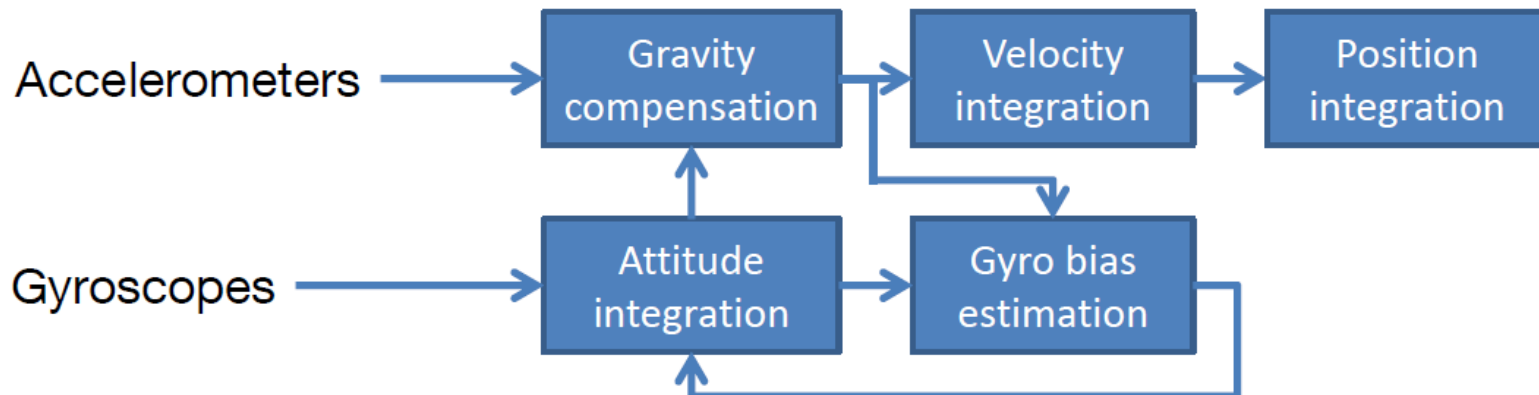 Accelerometers
Gravity
compensation
Velocity
integration
Position
integration
Gyroscopes
Attitude
integration
Gyro bias
estimation